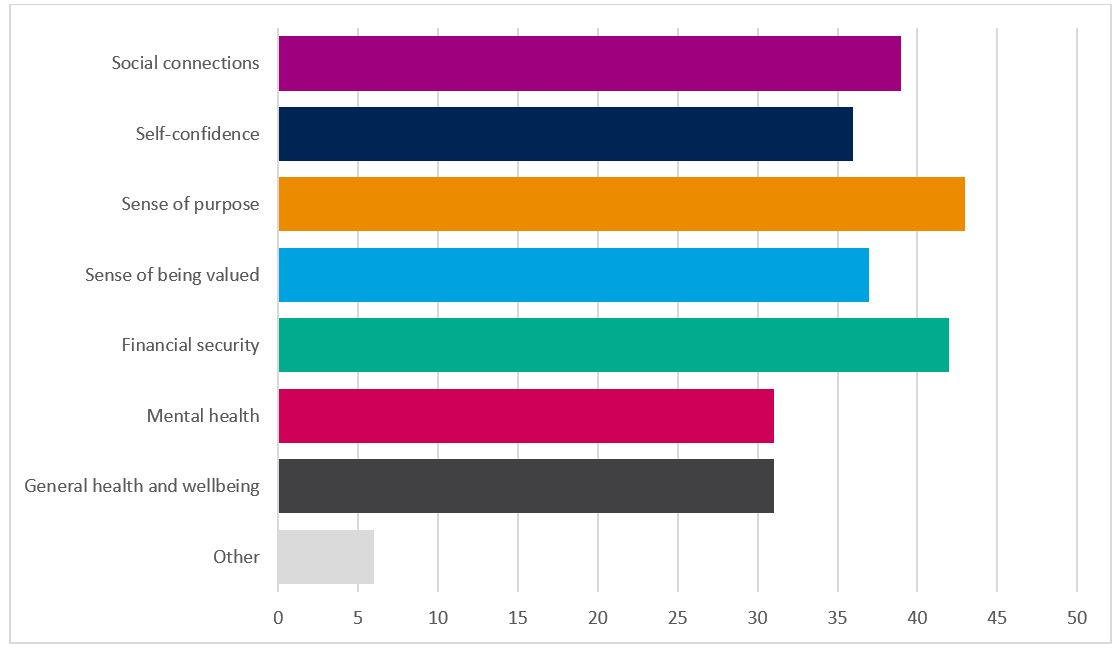 Social connections
Self-confidence
Sense of purpose
Sense of being valued
Financial security
Mental health
General health and wellbeing
Other
0 5 10 15 20 25 30 35 40 45 50